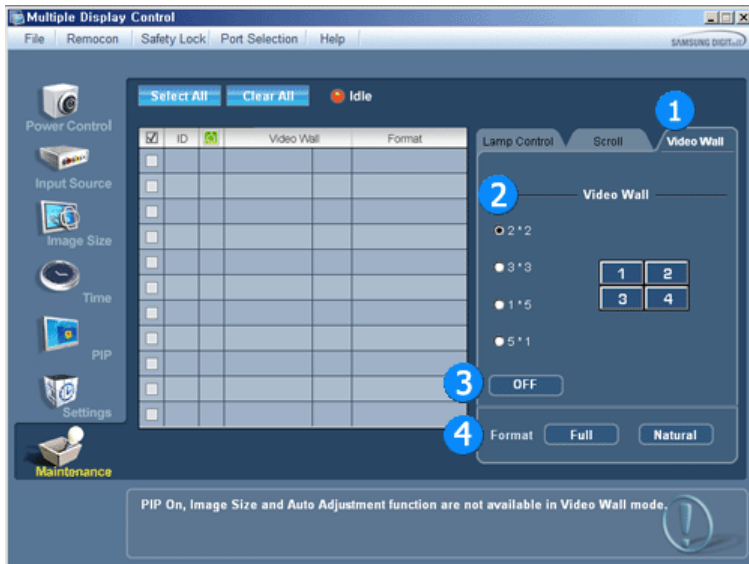 Multiple Display Control
File Remocon Safety Lock Port Selection Help
SAMSUNG DIGITall
Select All Clear All Idle
Power Control
Input Source
Image Size
Time
PIP
Settings
Maintenance
ID Video Wall Format
1
Lamp Control Scroll Video Wall
2 Video Wall
2 * 2
3 * 3
1 * 5
5 * 1
1 2
3 4
3 OFF
4 Format Full Natural
PIP On, Image Size and Auto Adjustment function are not available in Video Wall mode.